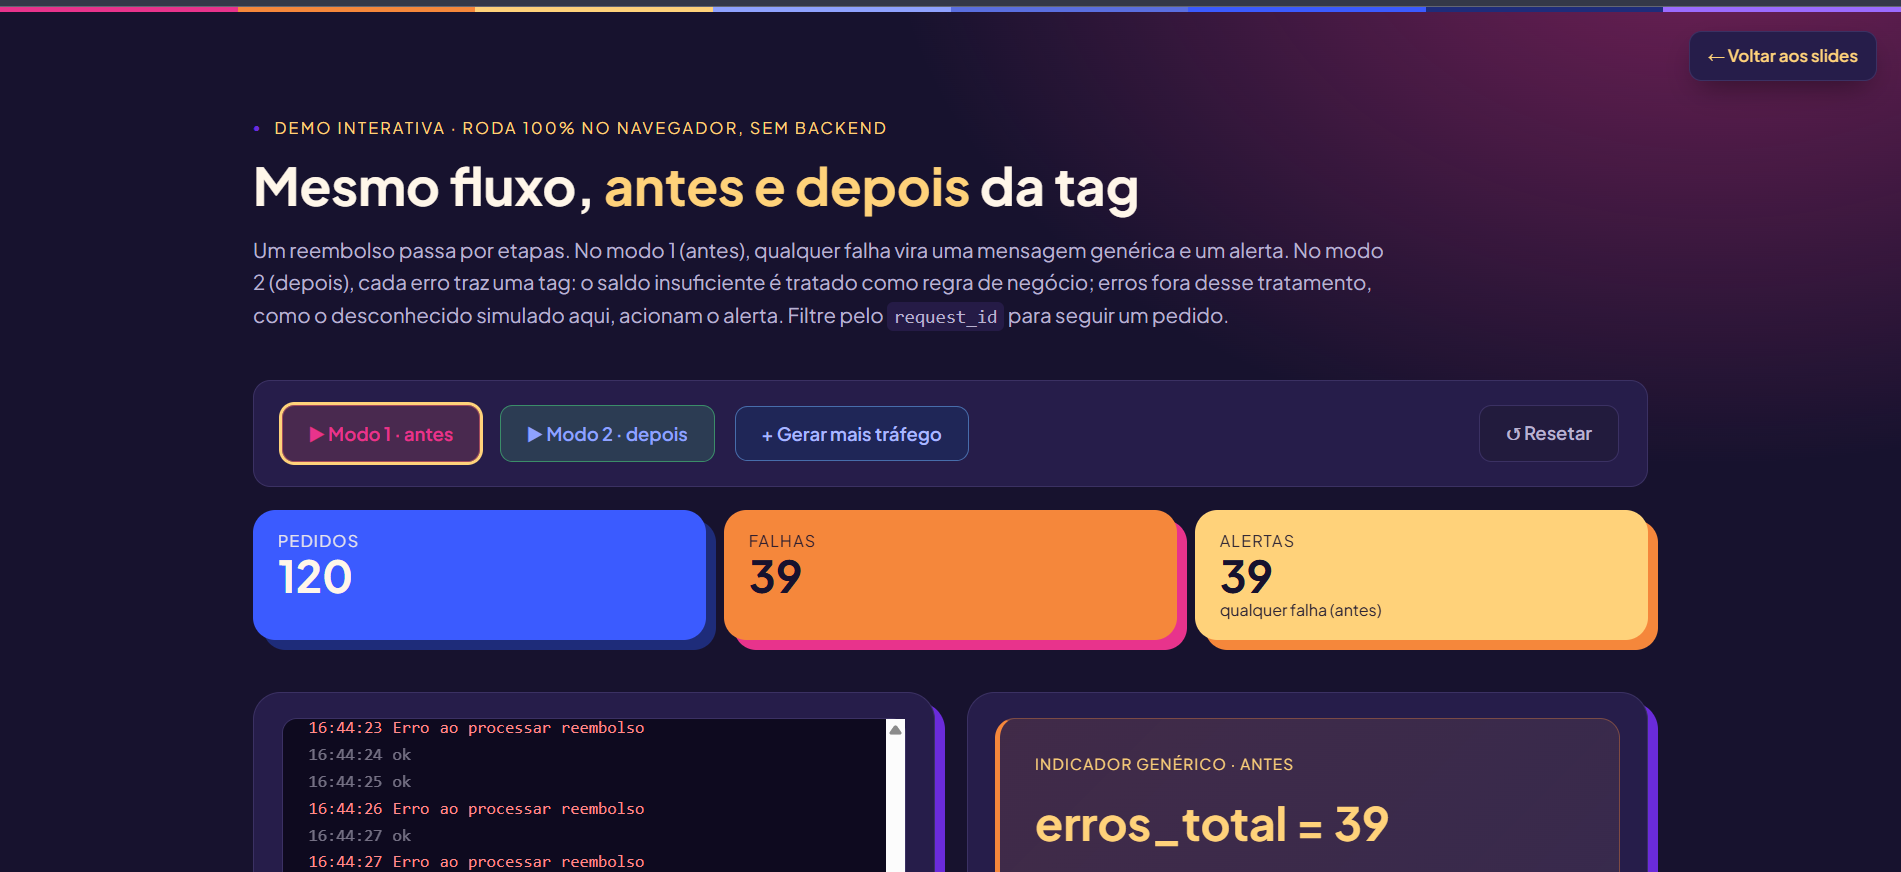 ← Voltar aos slides
• DEMO INTERATIVA · RODA 100% NO NAVEGADOR, SEM BACKEND
Mesmo fluxo, antes e depois da tag
Um reembolso passa por etapas. No modo 1 (antes), qualquer falha vira uma mensagem genérica e um alerta. No modo
2 (depois), cada erro traz uma tag: o saldo insuficiente é tratado como regra de negócio; erros fora desse tratamento,
como o desconhecido simulado aqui, acionam o alerta. Filtre pelo request_id para seguir um pedido.
▶ Modo 1 · antes
▶ Modo 2 · depois
+ Gerar mais tráfego
↺ Resetar
PEDIDOS
120
FALHAS
39
ALERTAS
39
qualquer falha (antes)
16:44:23 Erro ao processar reembolso
16:44:24 ok
16:44:25 ok
16:44:26 Erro ao processar reembolso
16:44:27 ok
16:44:27 Erro ao processar reembolso
INDICADOR GENÉRICO · ANTES
erros_total = 39